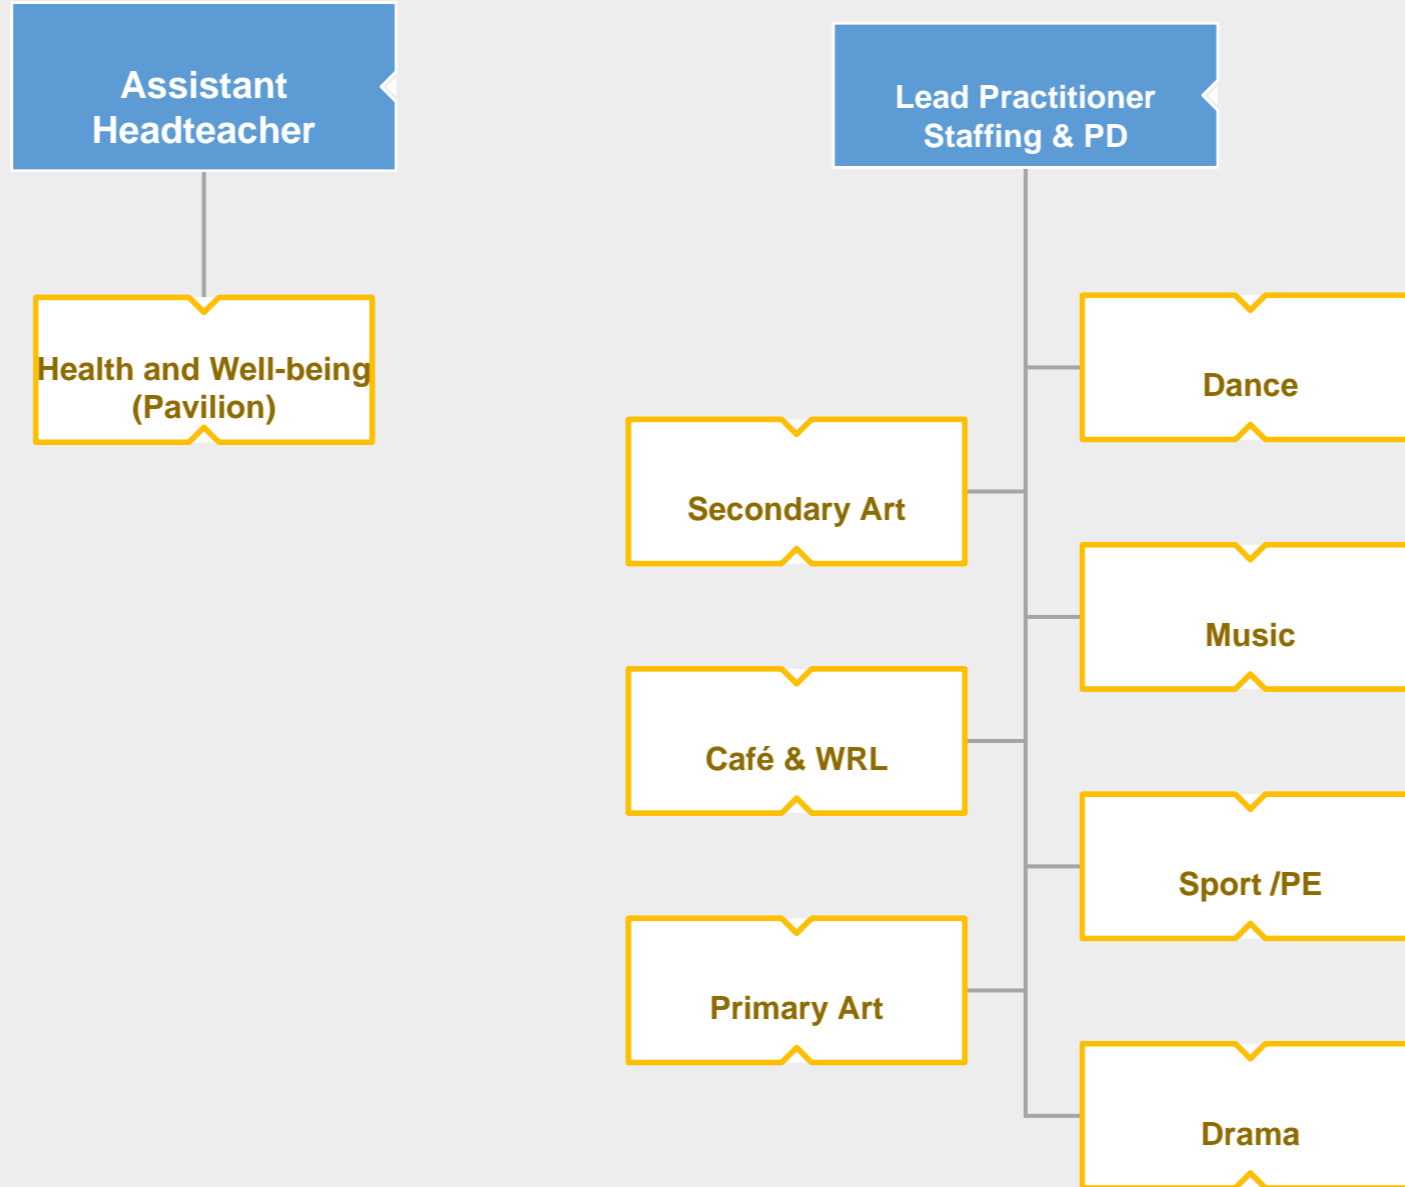 Assistant
Headteacher
Lead Practitioner
Staffing & PD
Health and Well-being
(Pavilion)
Dance
Secondary Art
Music
Café & WRL
Sport /PE
Primary Art
Drama